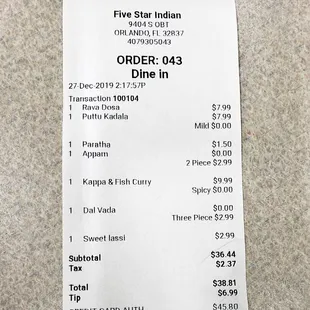 Five Star Indian
9404 S OBT
ORLANDO, FL 32837
4079305043
ORDER: 043
Dine in
27-Dec-2019 2:17:57P
Transaction 100104
1 Rava Dosa $7.99
1 Puttu Kadala $7.99
Mild $0.00
1 Paratha $1.50
1 Appam $0.00
2 Piece $2.99
1 Kappa & Fish Curry $9.99
Spicy $0.00
1 Dal Vada $0.00
Three Piece $2.99
1 Sweet lassi $2.99
Subtotal $36.44
Tax $2.37
Total $38.81
Tip $6.99
CREDIT CARD AUTH $45.80